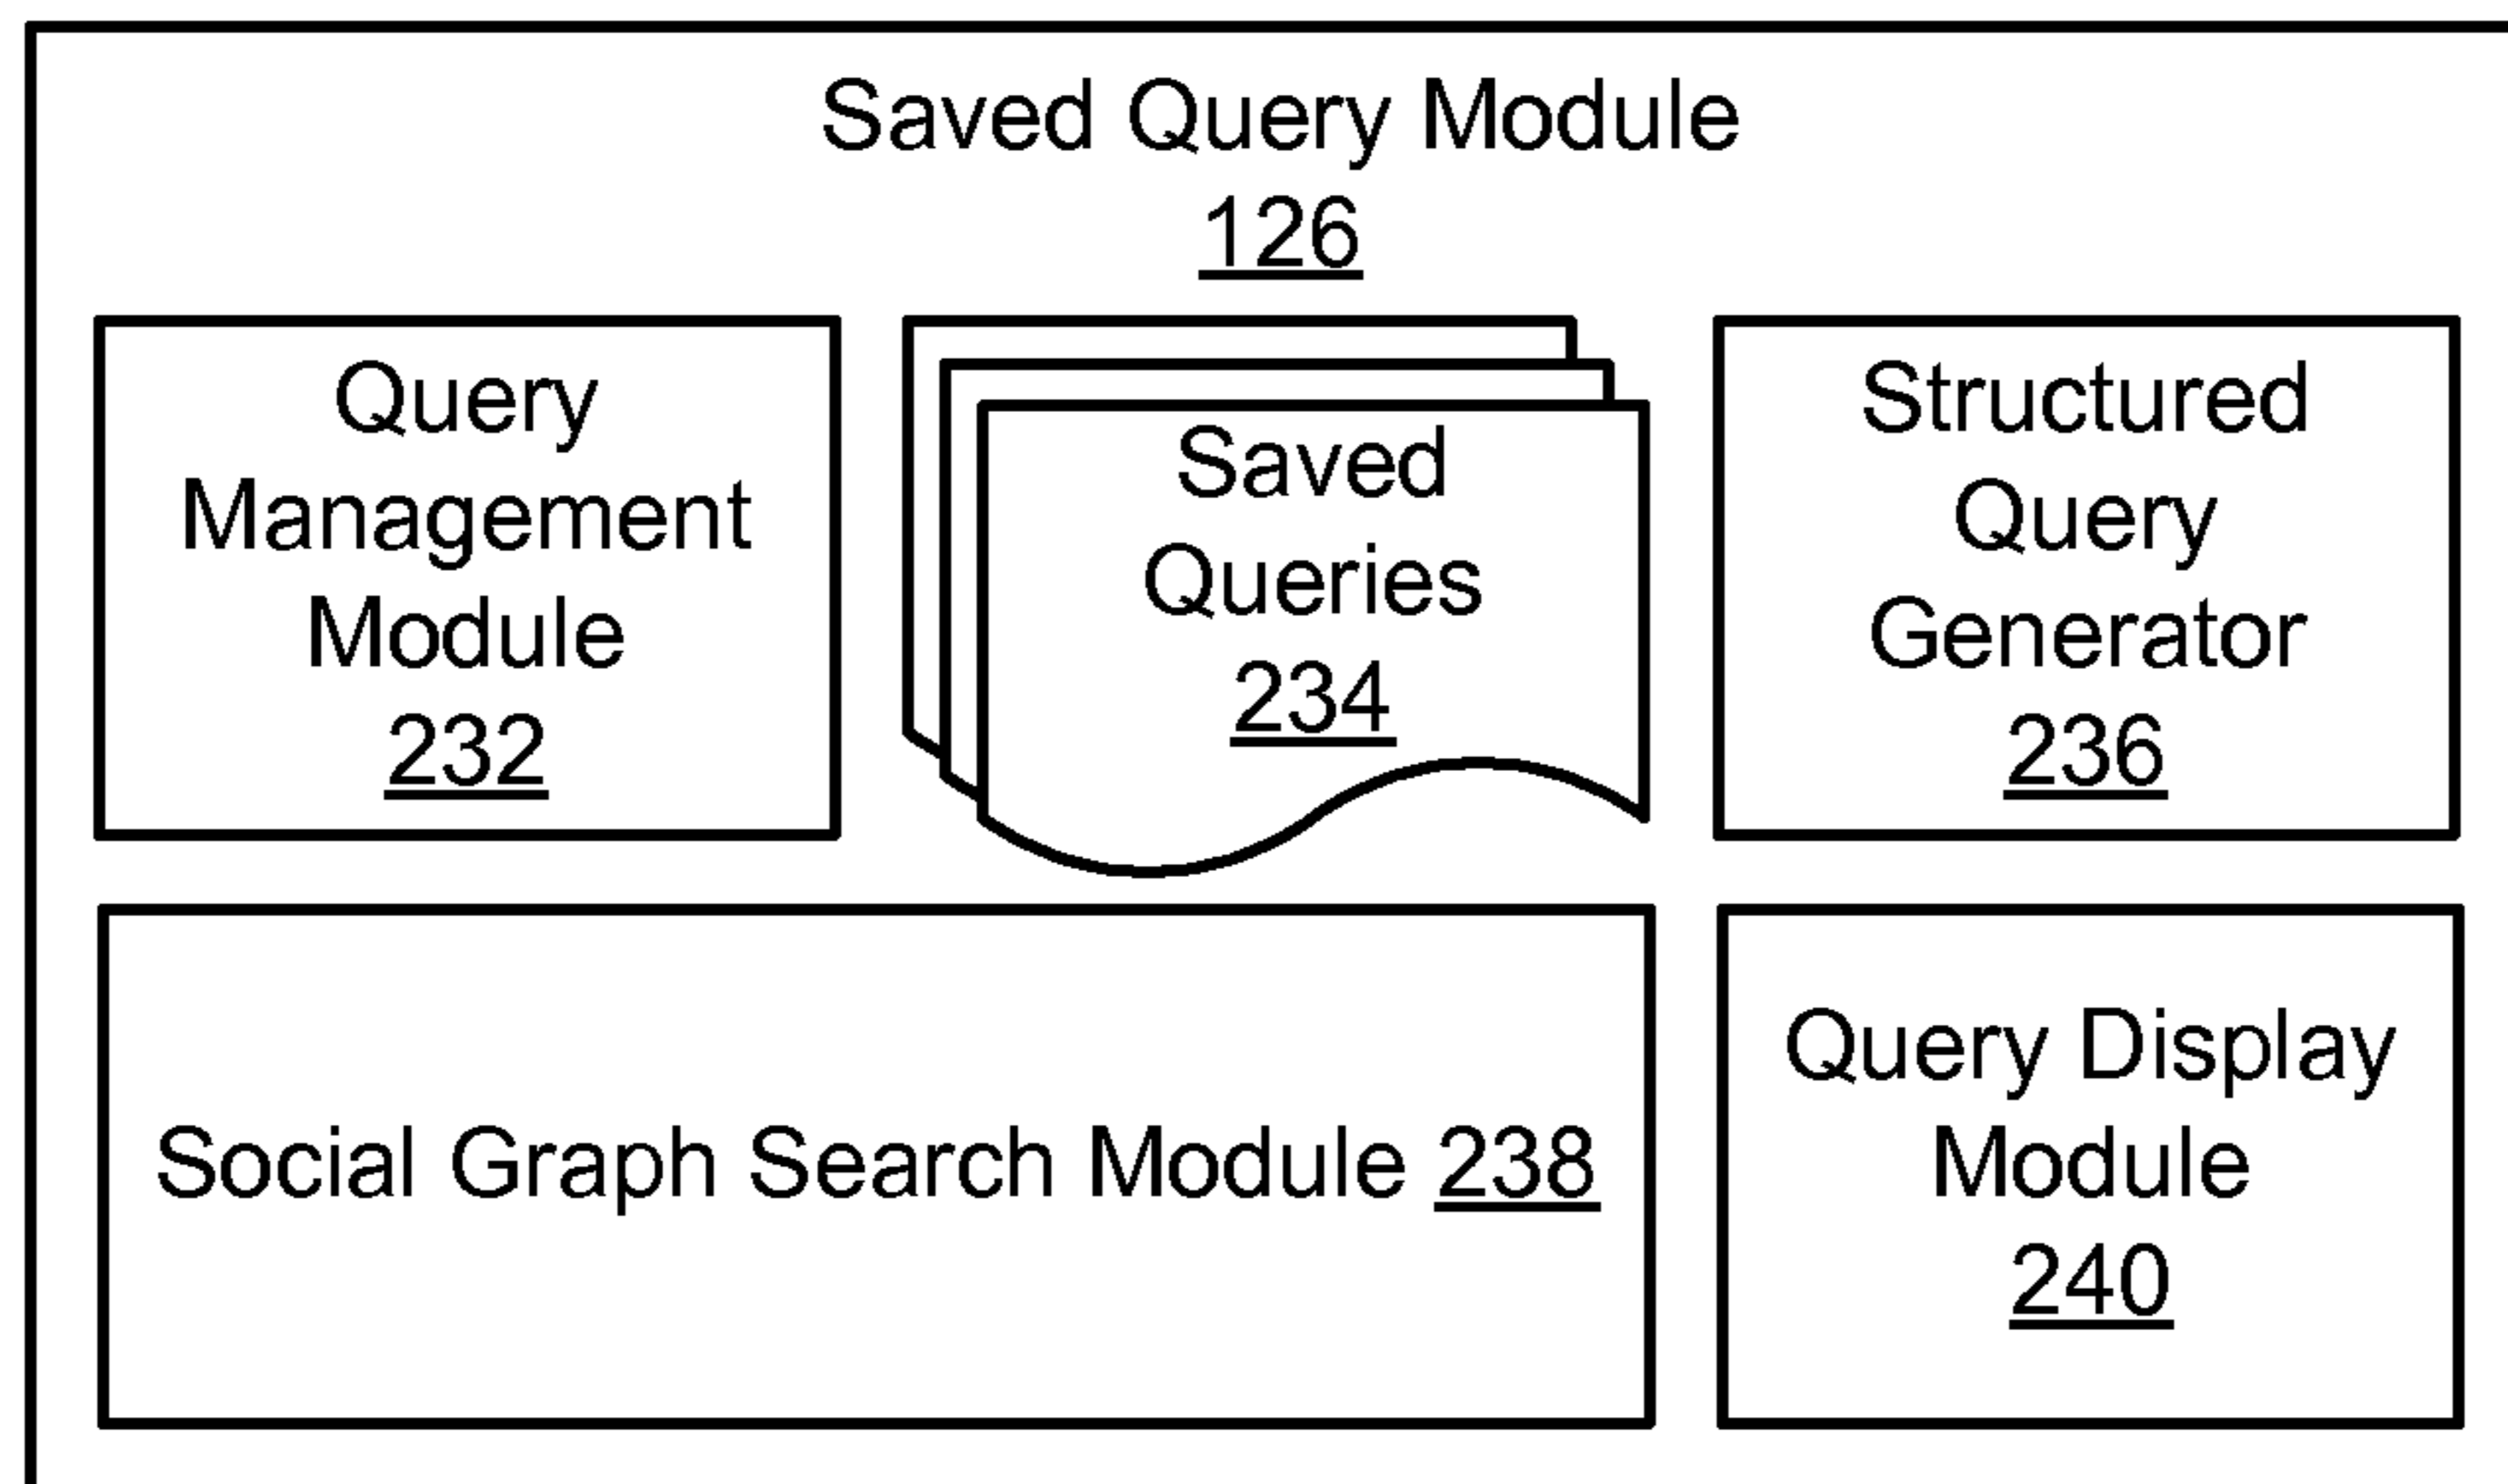 Saved Query Module
126
Query
Management
Module
232
Saved
Queries
234
Structured
Query
Generator
236
Social Graph Search Module 238
Query Display
Module
240